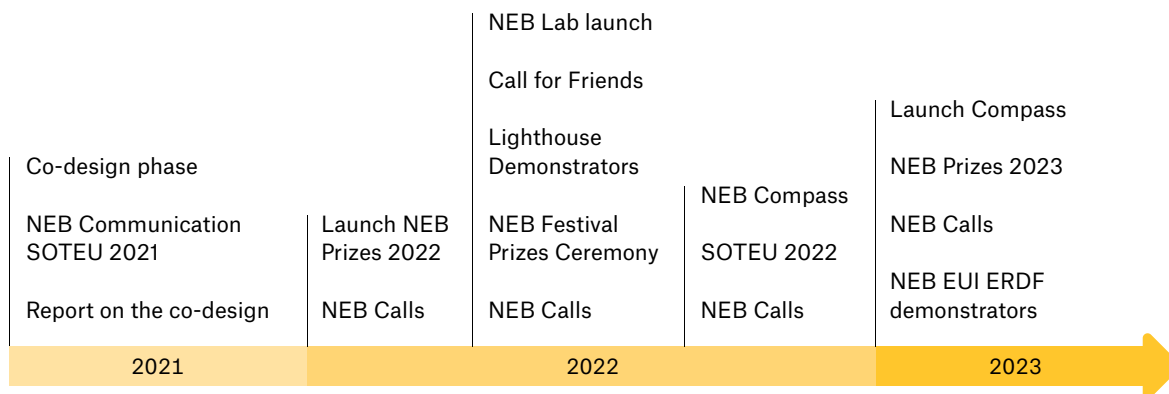 Co-design phase
NEB Communication
SOTEU 2021
Report on the co-design
Launch NEB
Prizes 2022
NEB Calls
NEB Lab launch
Call for Friends
Lighthouse
Demonstrators
NEB Festival
Prizes Ceremony
NEB Calls
NEB Compass
SOTEU 2022
NEB Calls
Launch Compass
NEB Prizes 2023
NEB Calls
NEB EUI ERDF
demonstrators
2021
2022
2023